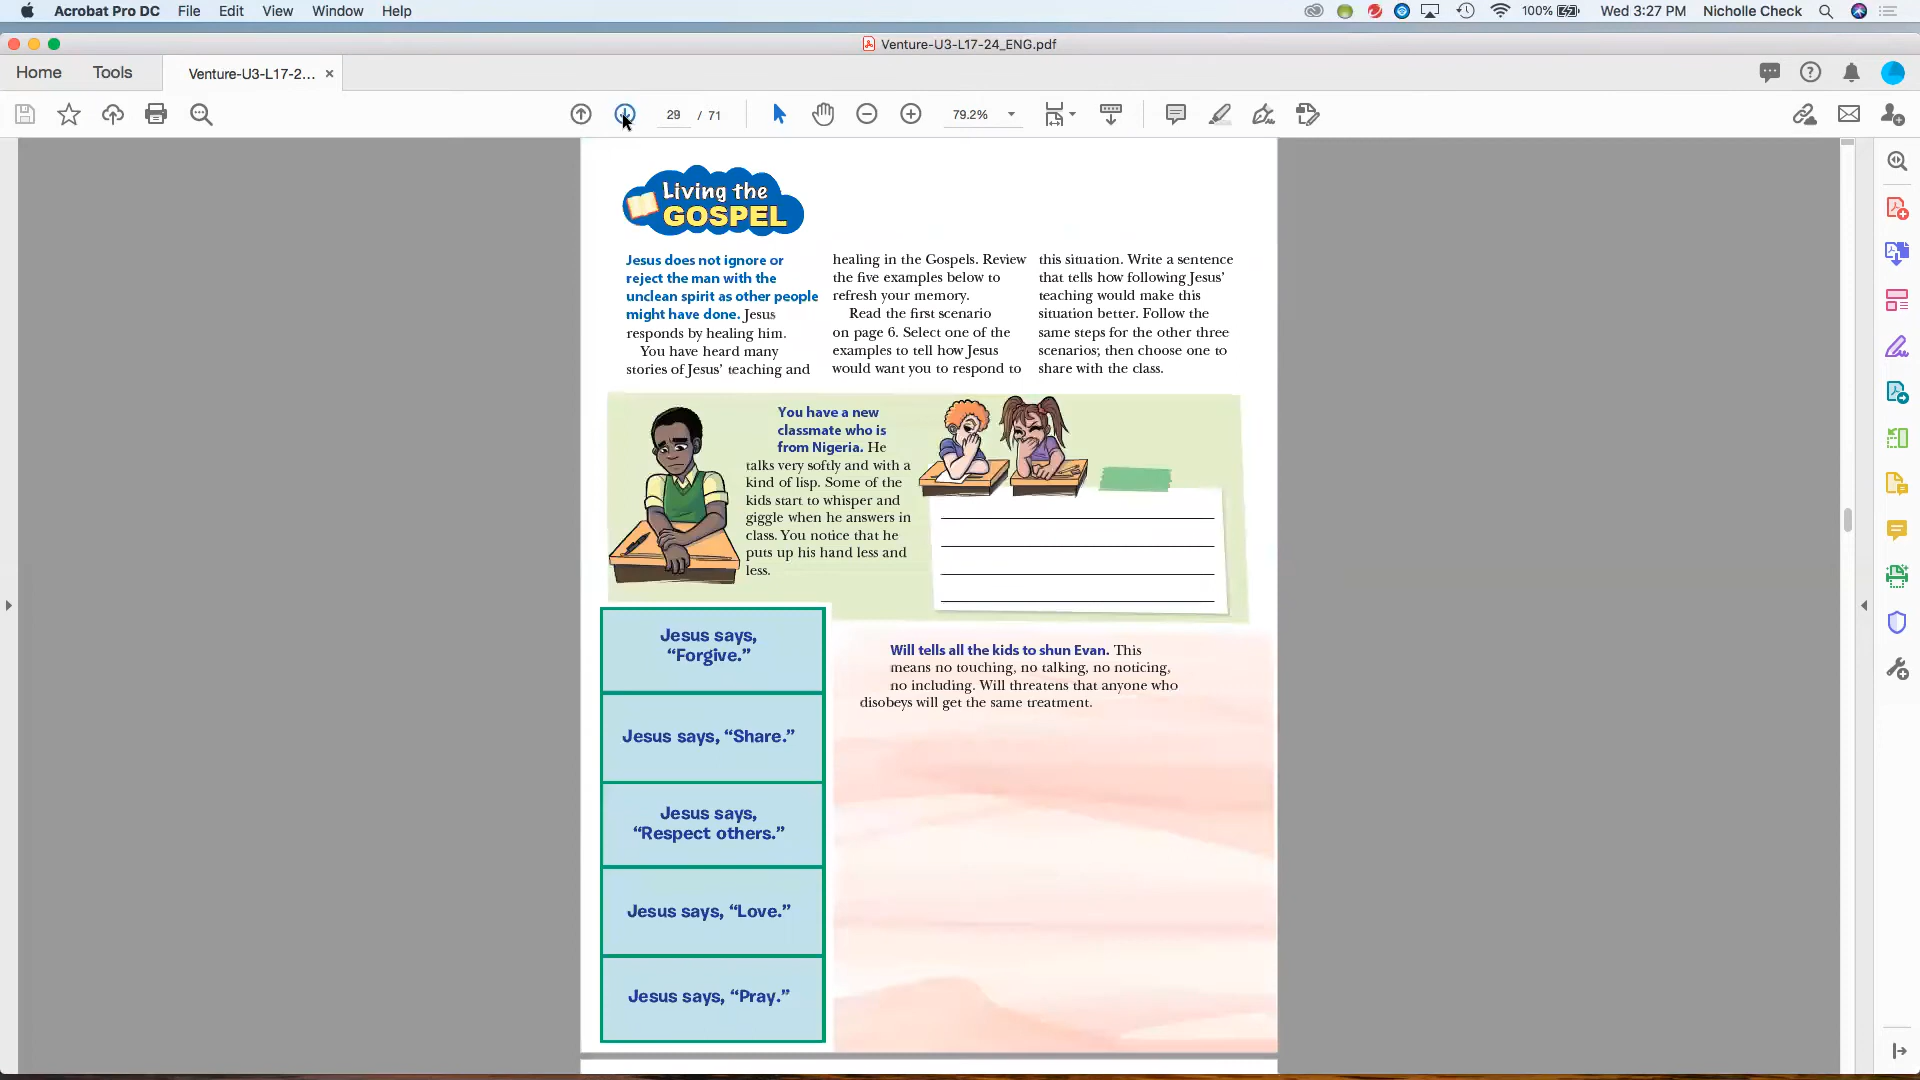 Acrobat Pro DC File Edit View Window Help
100% Wed 3:27 PM Nicholle Check
Venture-U3-L17-24_ENG.pdf
Home Tools Venture-U3-L17-2... ×
29 / 71 79.2%
Living the
GOSPEL
Jesus does not ignore or
reject the man with the
unclean spirit as other people
might have done. Jesus
responds by healing him.
You have heard many
stories of Jesus’ teaching and
healing in the Gospels. Review
the five examples below to
refresh your memory.
Read the first scenario
on page 6. Select one of the
examples to tell how Jesus
would want you to respond to
this situation. Write a sentence
that tells how following Jesus’
teaching would make this
situation better. Follow the
same steps for the other three
scenarios; then choose one to
share with the class.
You have a new
classmate who is
from Nigeria. He
talks very softly and with a
kind of lisp. Some of the
kids start to whisper and
giggle when he answers in
class. You notice that he
puts up his hand less and
less.
Jesus says,
“Forgive.”
Jesus says, “Share.”
Jesus says,
“Respect others.”
Jesus says, “Love.”
Jesus says, “Pray.”
Will tells all the kids to shun Evan. This
means no touching, no talking, no noticing,
no including. Will threatens that anyone who
disobeys will get the same treatment.